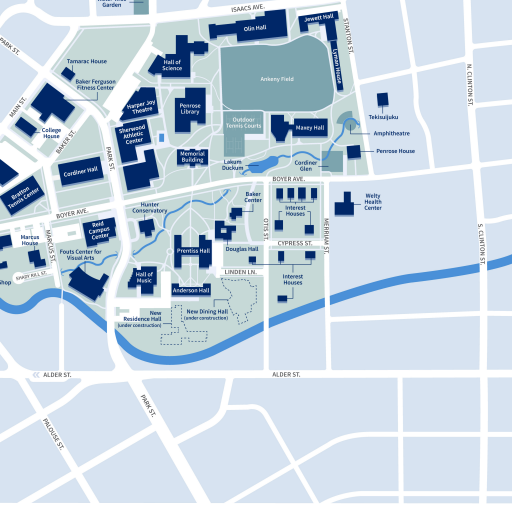 Garden
ISAACS AVE.
Jewett Hall
Olin Hall
STANTON ST.
PARK ST.
Tamarac House
Hall of
Science
Lyman House
Ankeny Field
N. CLINTON ST.
Baker Ferguson
Fitness Center
MAIN ST.
Harper Joy
Theatre
Penrose
Library
Tekisuijuku
College
House
BAKER ST.
Sherwood
Athletic
Center
Outdoor
Tennis Courts
Maxey Hall
Amphitheatre
PARK ST.
Memorial
Building
Lakum
Duckum
Cordiner
Glen
Penrose House
Cordiner Hall
Bratton
Tennis Center
BOYER AVE.
BOYER AVE.
Hunter
Conservatory
Baker
Center
Interest
Houses
Welty
Health
Center
Marcus
House
MARCUS ST.
Reid
Campus
Center
OTIS ST.
MERRIAM ST.
S. CLINTON ST.
Fouts Center for
Visual Arts
Prentiss Hall
Douglas Hall
CYPRESS ST.
SHADY RILL ST.
Hall of
Music
LINDEN LN.
Interest
Houses
Anderson Hall
New
Residence Hall
(under construction)
New Dining Hall
(under construction)
ALDER ST.
ALDER ST.
PARK ST.
PALOUSE ST.